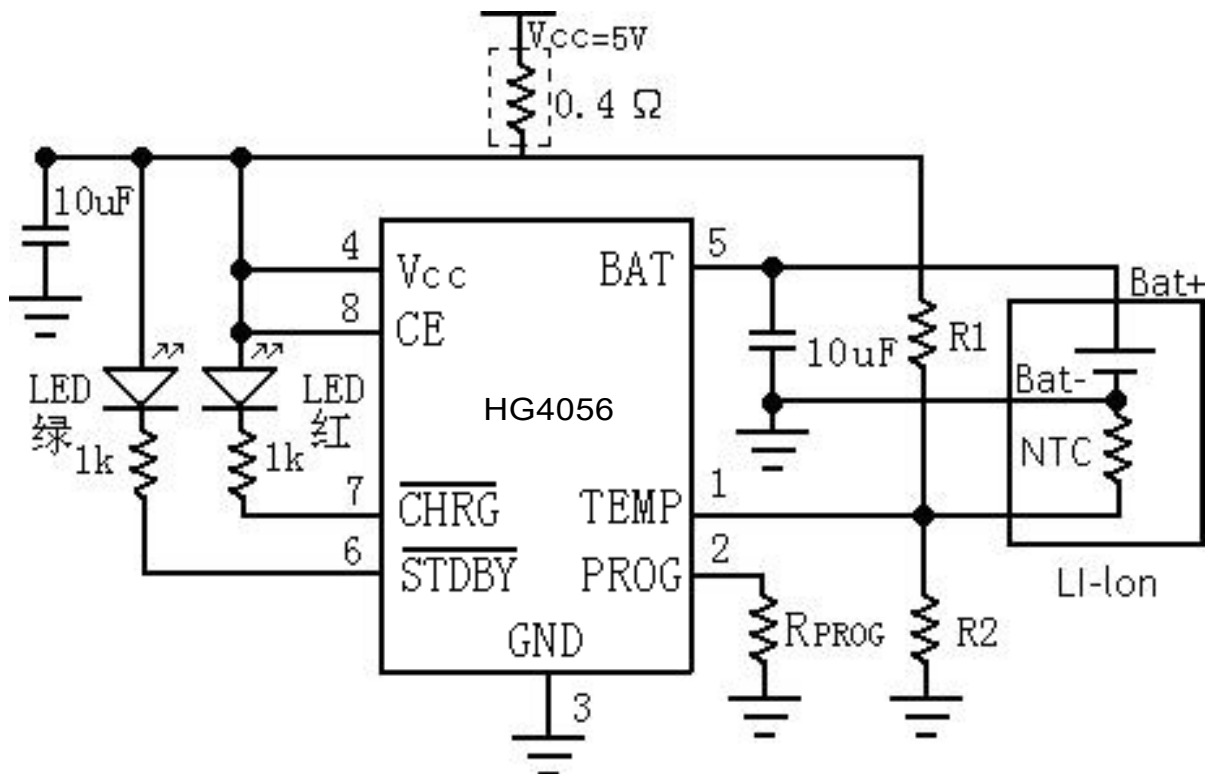 Vcc=5V
0.4 Ω
10uF
4
Vcc
BAT
5
Bat+
8
CE
10uF
R1
LED
绿
LED
红
HG4056
Bat-
1k
1k
NTC
7
CHRG
TEMP
1
6
STDBY
PROG
2
LI-lon
GND
RPROG
R2
3